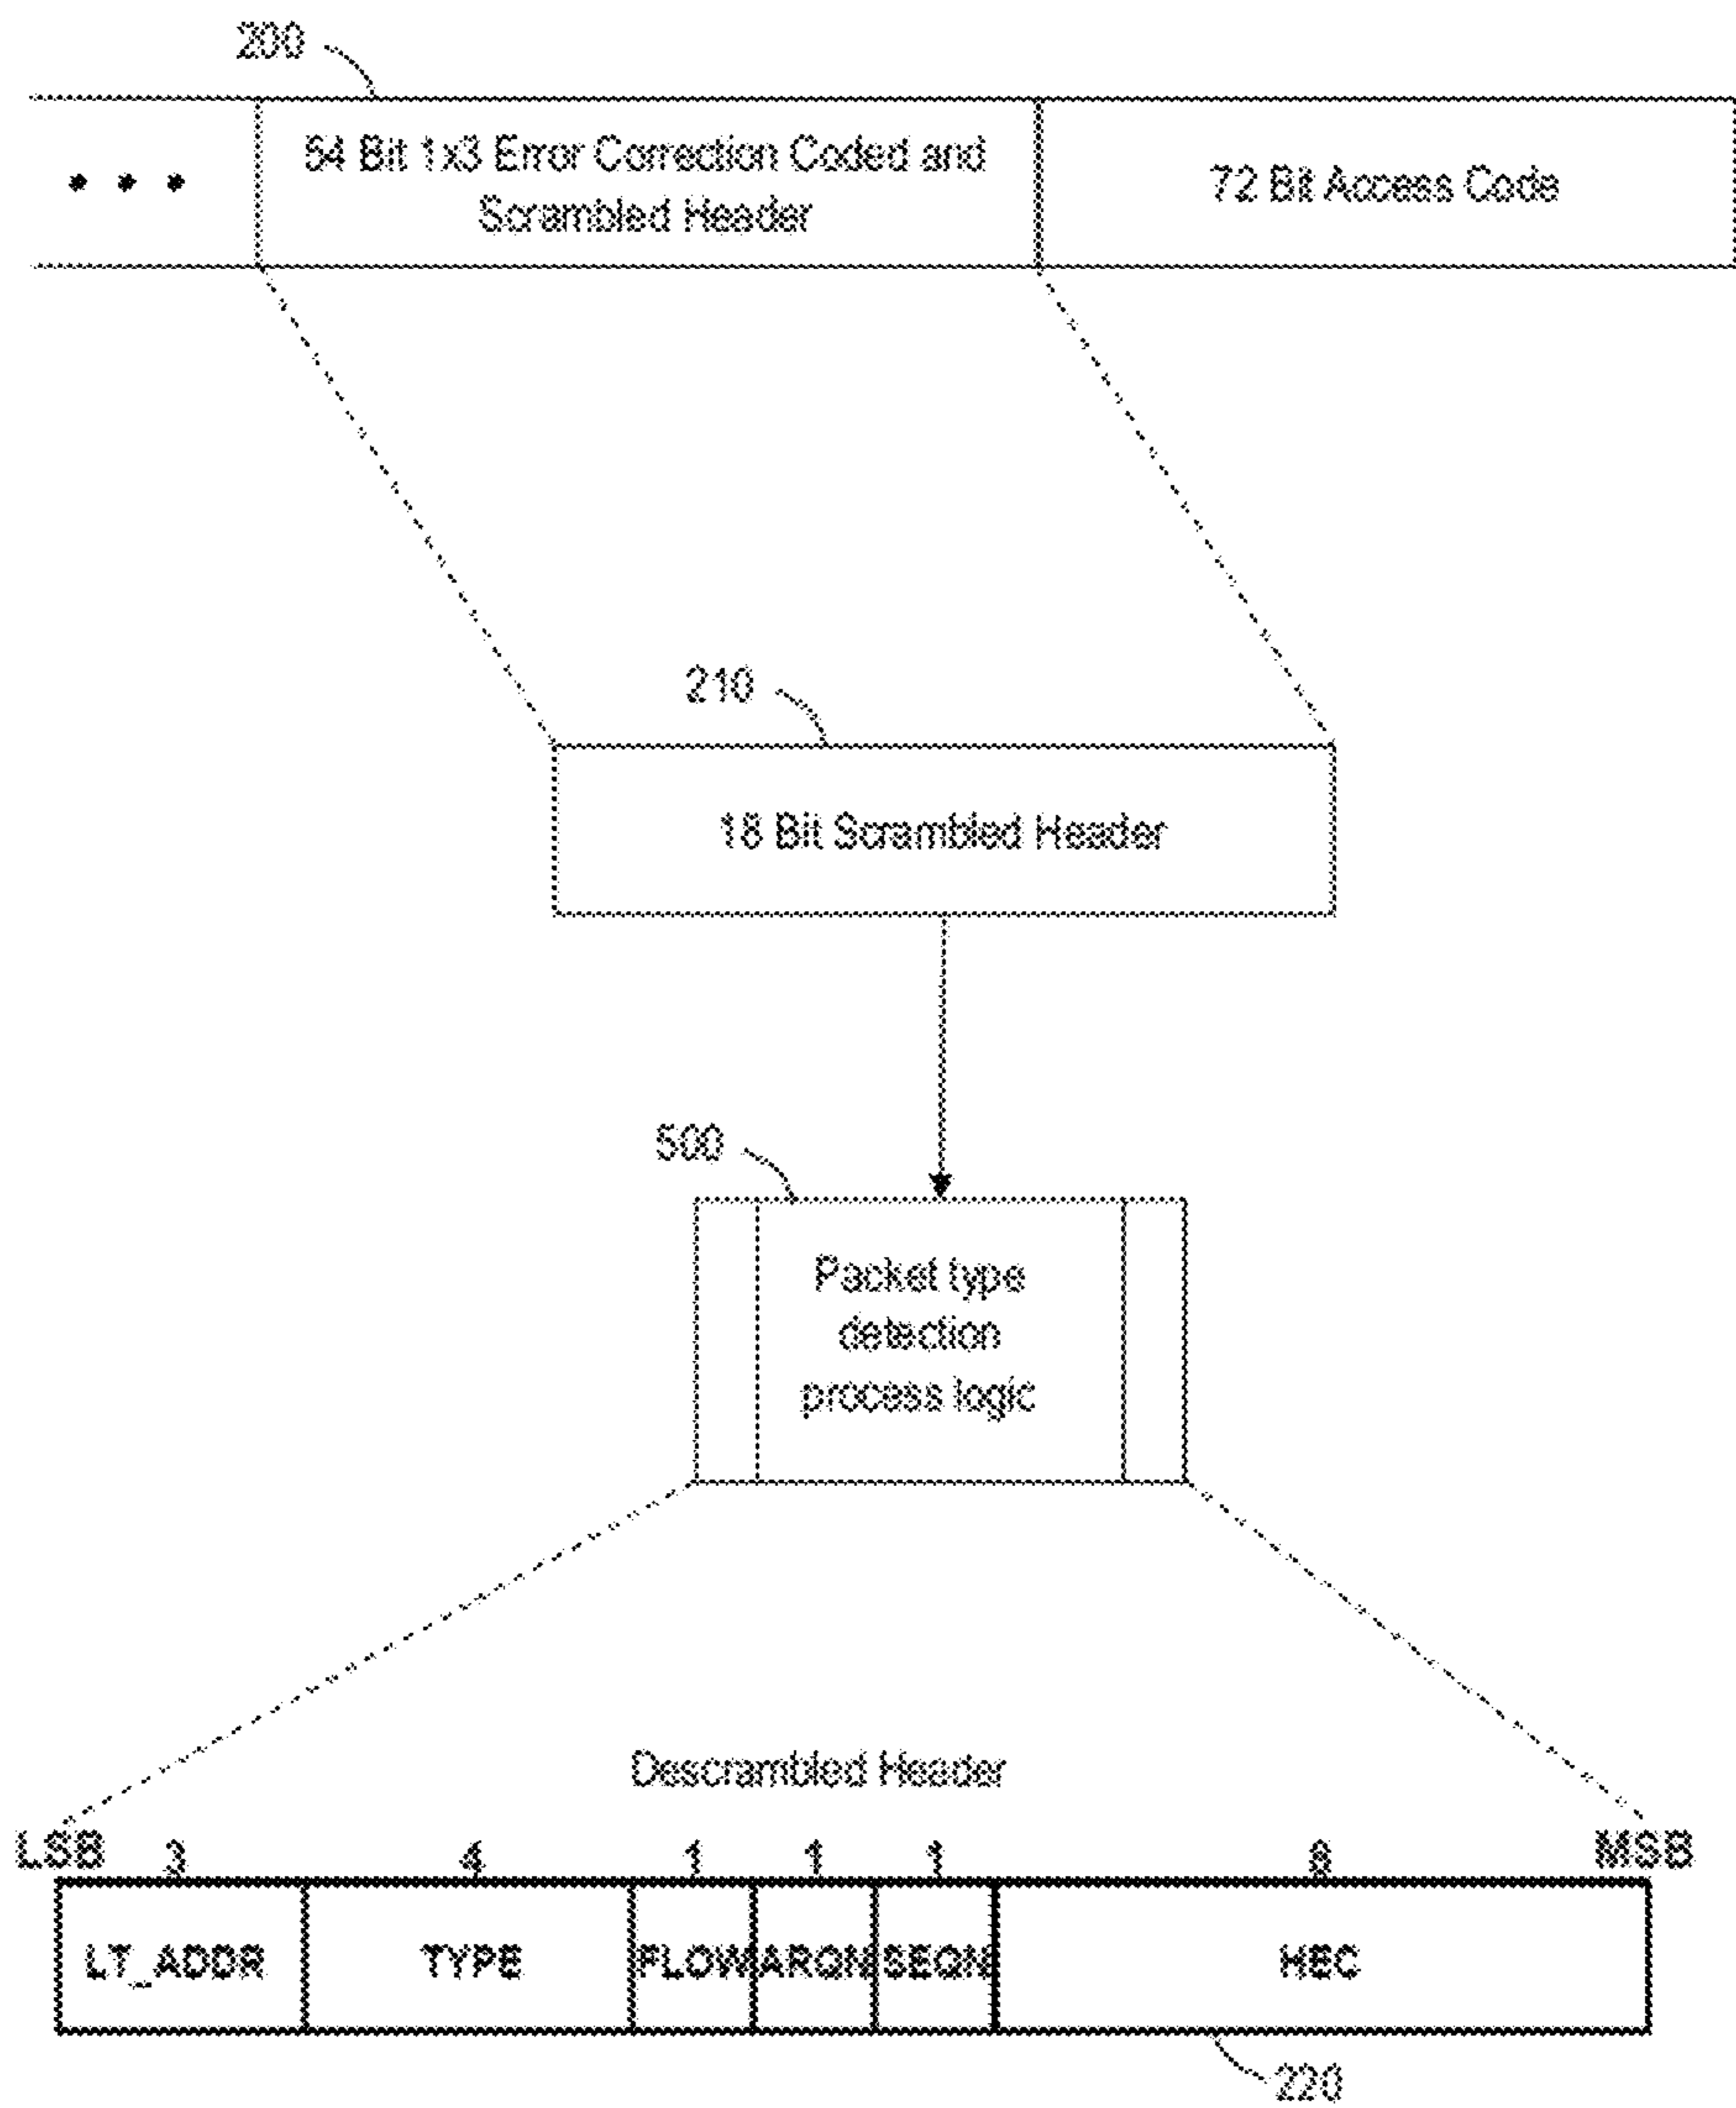 200
54 Bit 1x3 Error Correction Coded and
Scrambled Header
72 Bit Access Code
210
18 Bit Scrambled Header
500
Packet type
detection
process logic
Descrambled Header
LSB 3 4 1 1 1 8 MSB
LT_ADDR TYPE FLOW ARQN SEQN HEC
220